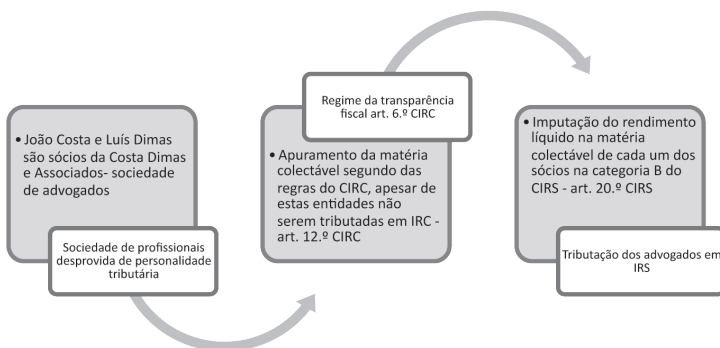 • João Costa e Luís Dimas
são sócios da Costa Dimas
e Associados- sociedade
de advogados
Sociedade de profissionais
desprovida de personalidade
tributária
Regime da transparência
fiscal art. 6.º CIRC
• Apuramento da matéria
colectável segundo das
regras do CIRC, apesar de
estas entidades não
serem tributadas em IRC -
art. 12.º CIRC
• Imputação do rendimento
líquido na matéria
colectável de cada um dos
sócios na categoria B do
CIRS - art. 20.º CIRS
Tributação dos advogados em
IRS